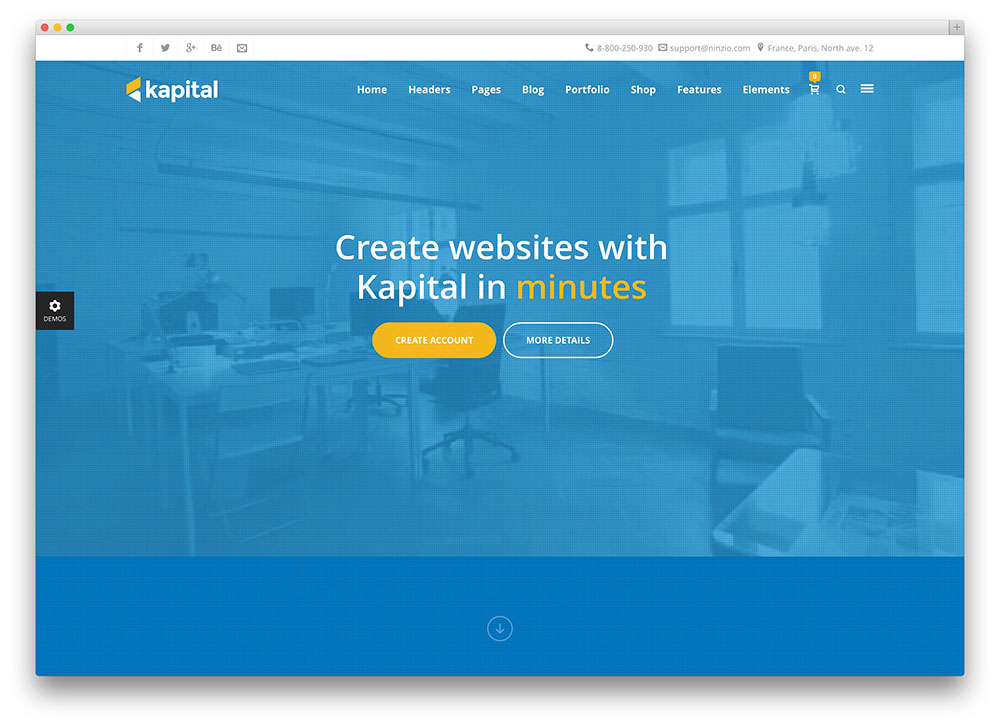 8-800-250-930 support@ninzio.com France, Paris, North ave. 12
kapital Home Headers Pages Blog Portfolio Shop Features Elements 0
Create websites with
Kapital in minutes
DEMOS
CREATE ACCOUNT MORE DETAILS